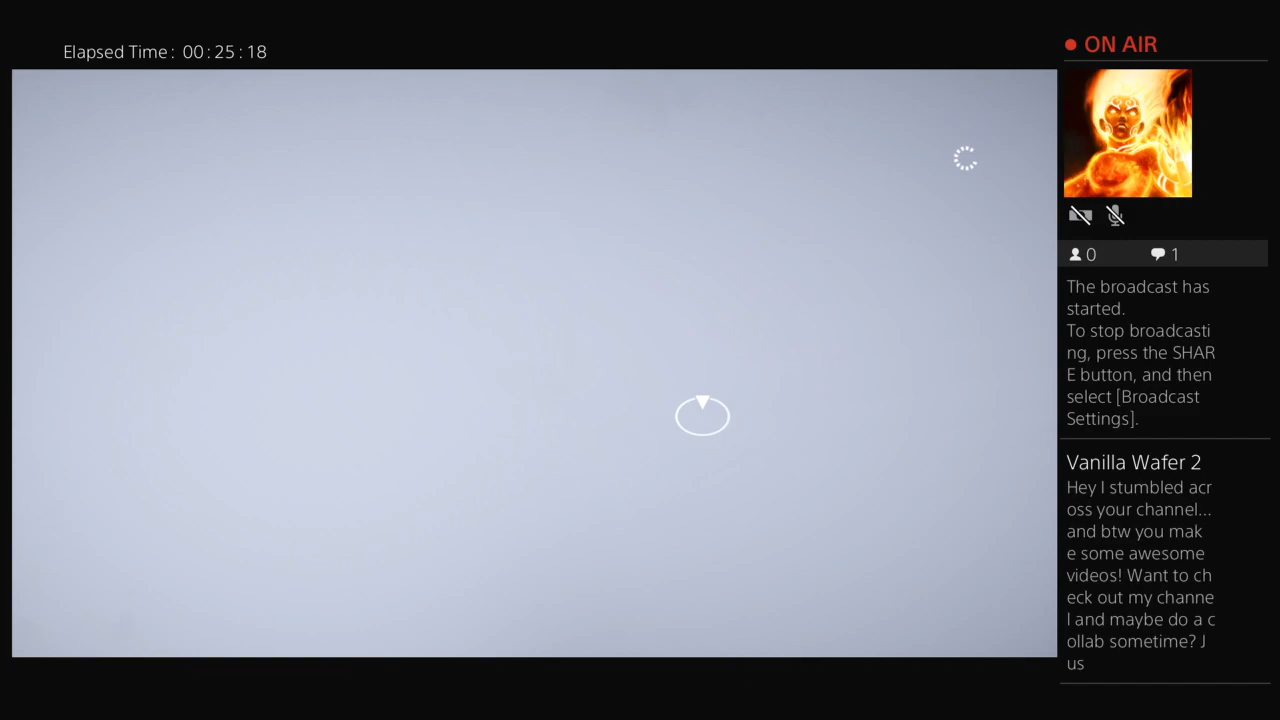 Elapsed Time: 00:25:18
ON AIR
0
1
The broadcast has
started.
To stop broadcasti
ng, press the SHAR
E button, and then
select [Broadcast
Settings].
Vanilla Wafer 2
Hey I stumbled acr
oss your channel...
and btw you mak
e some awesome
videos! Want to ch
eck out my channe
l and maybe do a c
ollab sometime? J
us